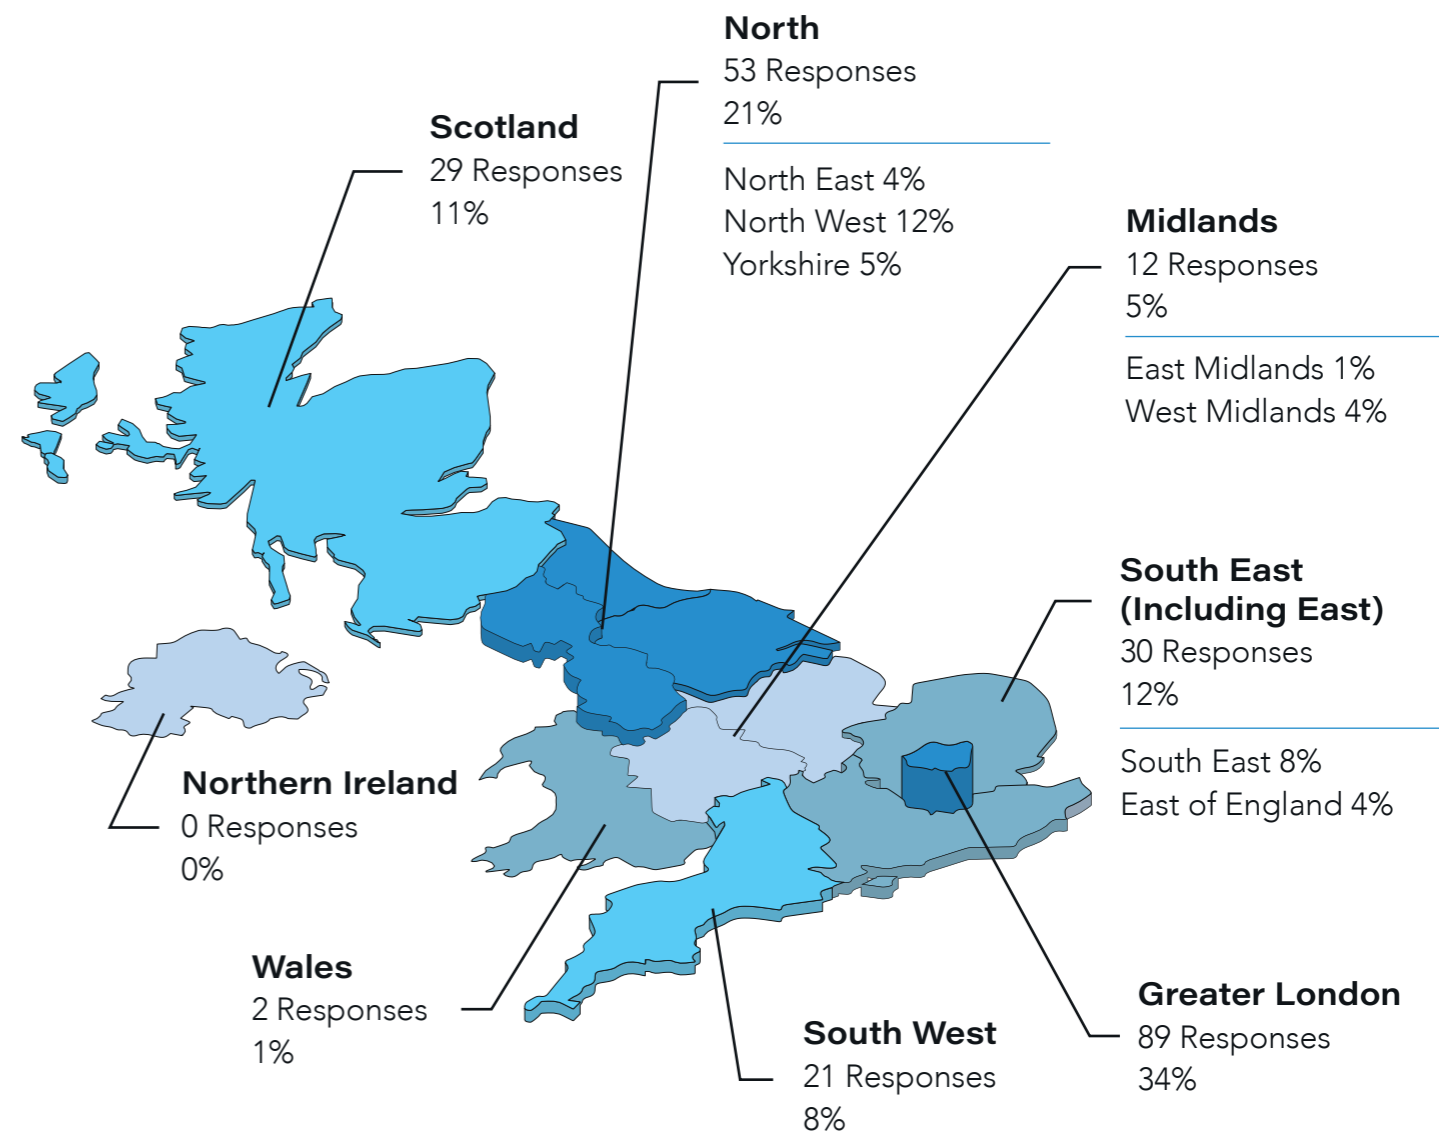 North
53 Responses
21%
North East 4%
North West 12%
Yorkshire 5%
Scotland
29 Responses
11%
Midlands
12 Responses
5%
East Midlands 1%
West Midlands 4%
South East
(Including East)
30 Responses
12%
South East 8%
East of England 4%
Northern Ireland
0 Responses
0%
Wales
2 Responses
1%
South West
21 Responses
8%
Greater London
89 Responses
34%